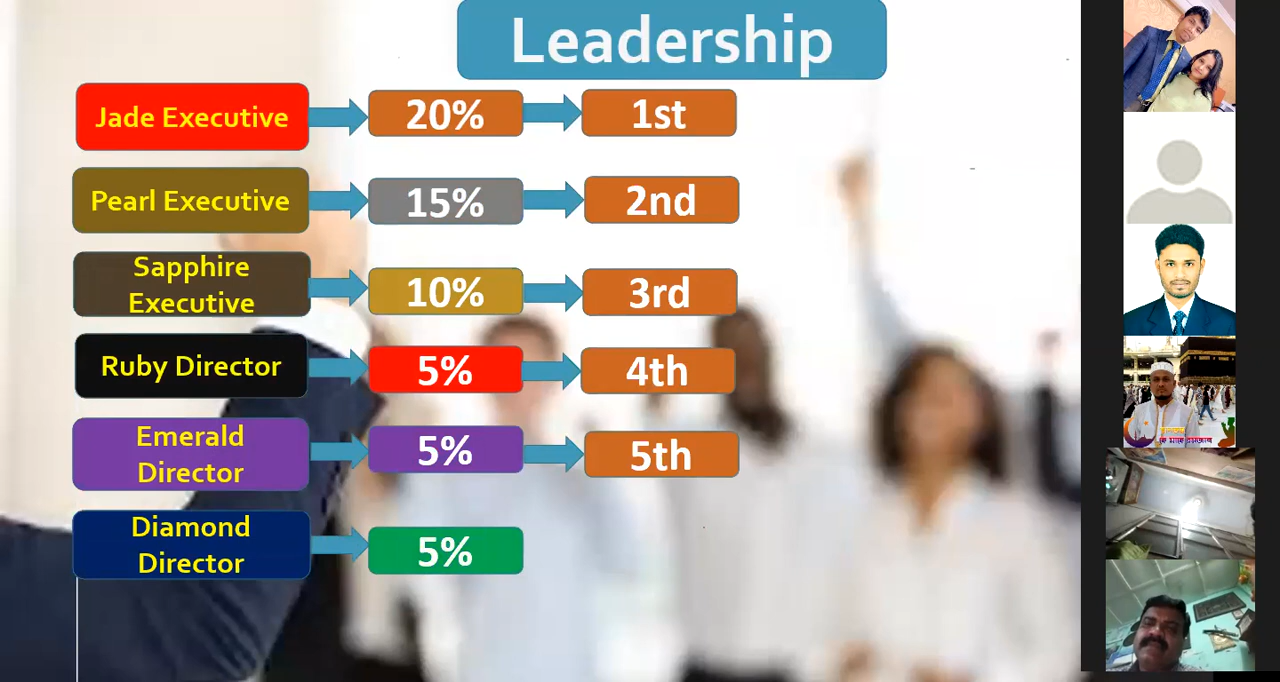 Leadership
Jade Executive
20%
1st
Pearl Executive
15%
2nd
Sapphire
Executive
10%
3rd
Ruby Director
5%
4th
Emerald
Director
5%
5th
Diamond
Director
5%